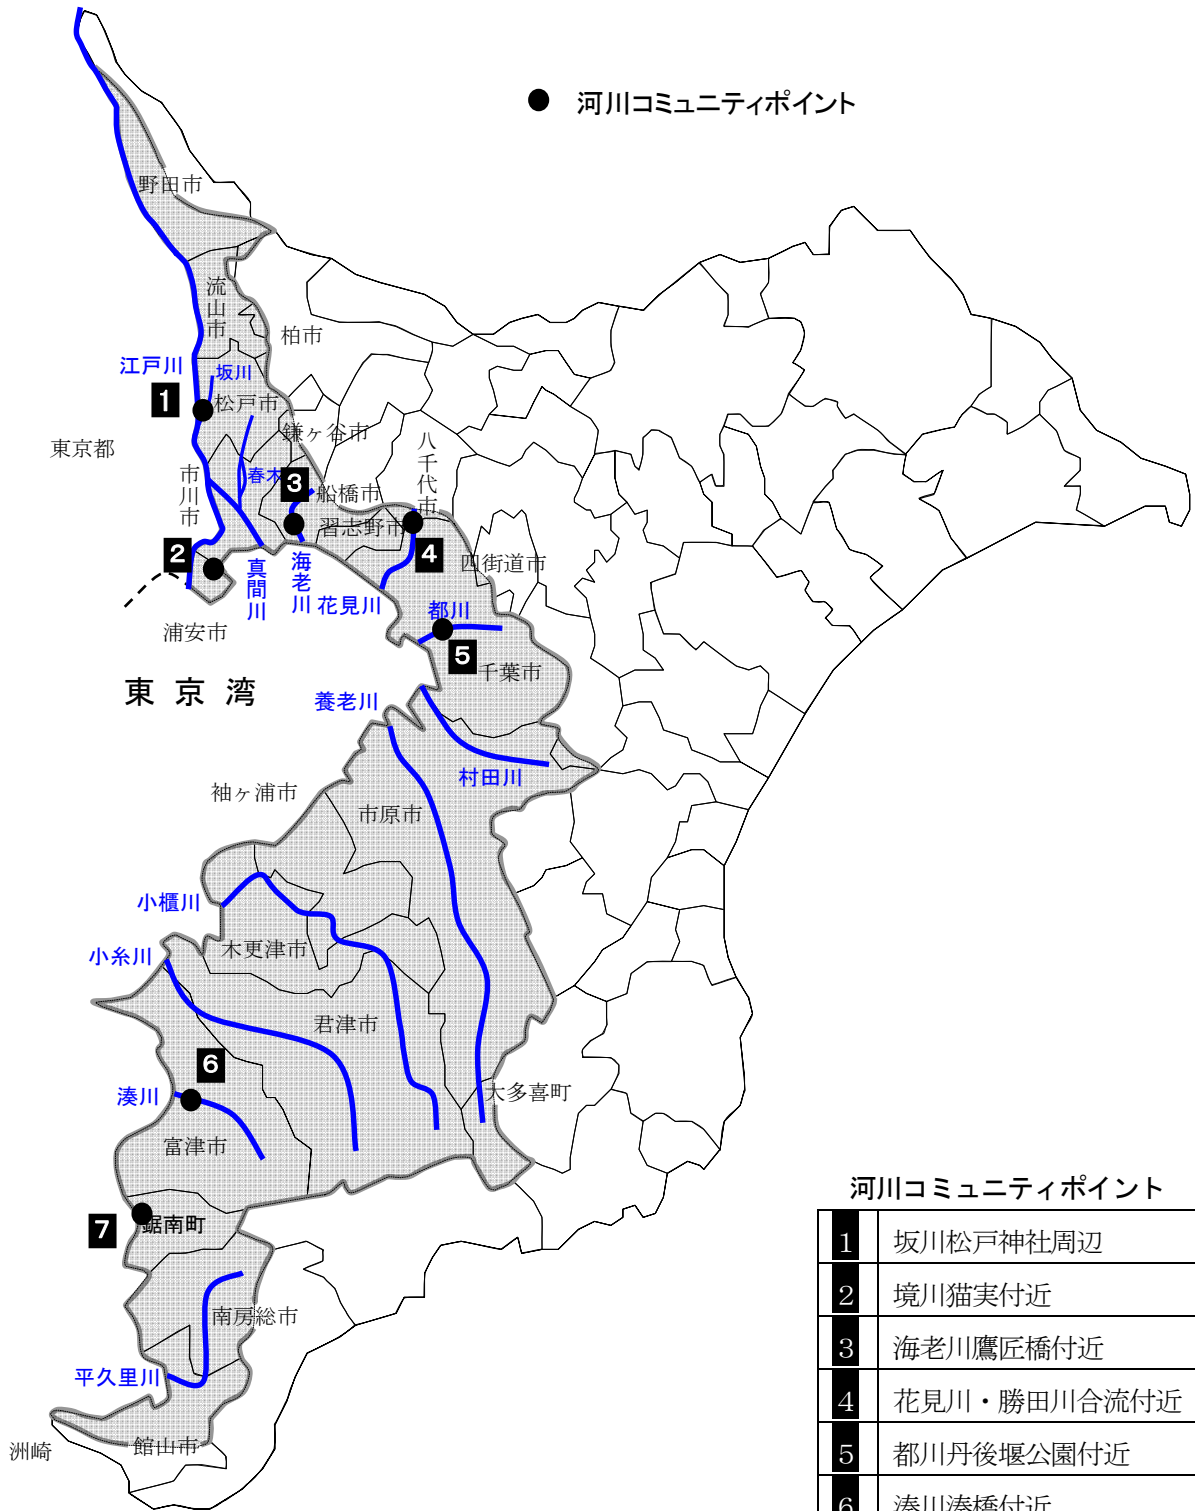 河川コミュニティポイント
野田市
流山市
柏市
江戸川
坂川
1
松戸市
鎌ヶ谷市
八千代市
東京都
市川市
春木
3
船橋市
習志野市
2
4
四街道市
真間川
海老川
花見川
都川
浦安市
5
千葉市
東京湾
養老川
村田川
袖ヶ浦市
市原市
小櫃川
木更津市
小糸川
君津市
6
湊川
大多喜町
富津市
7
鋸南町
南房総市
平久里川
洲崎
館山市
河川コミュニティポイント
1 坂川松戸神社周辺
2 境川猫実付近
3 海老川鷹匠橋付近
4 花見川・勝田川合流付近
5 都川丹後堰公園付近
6 湊川湊橋付近